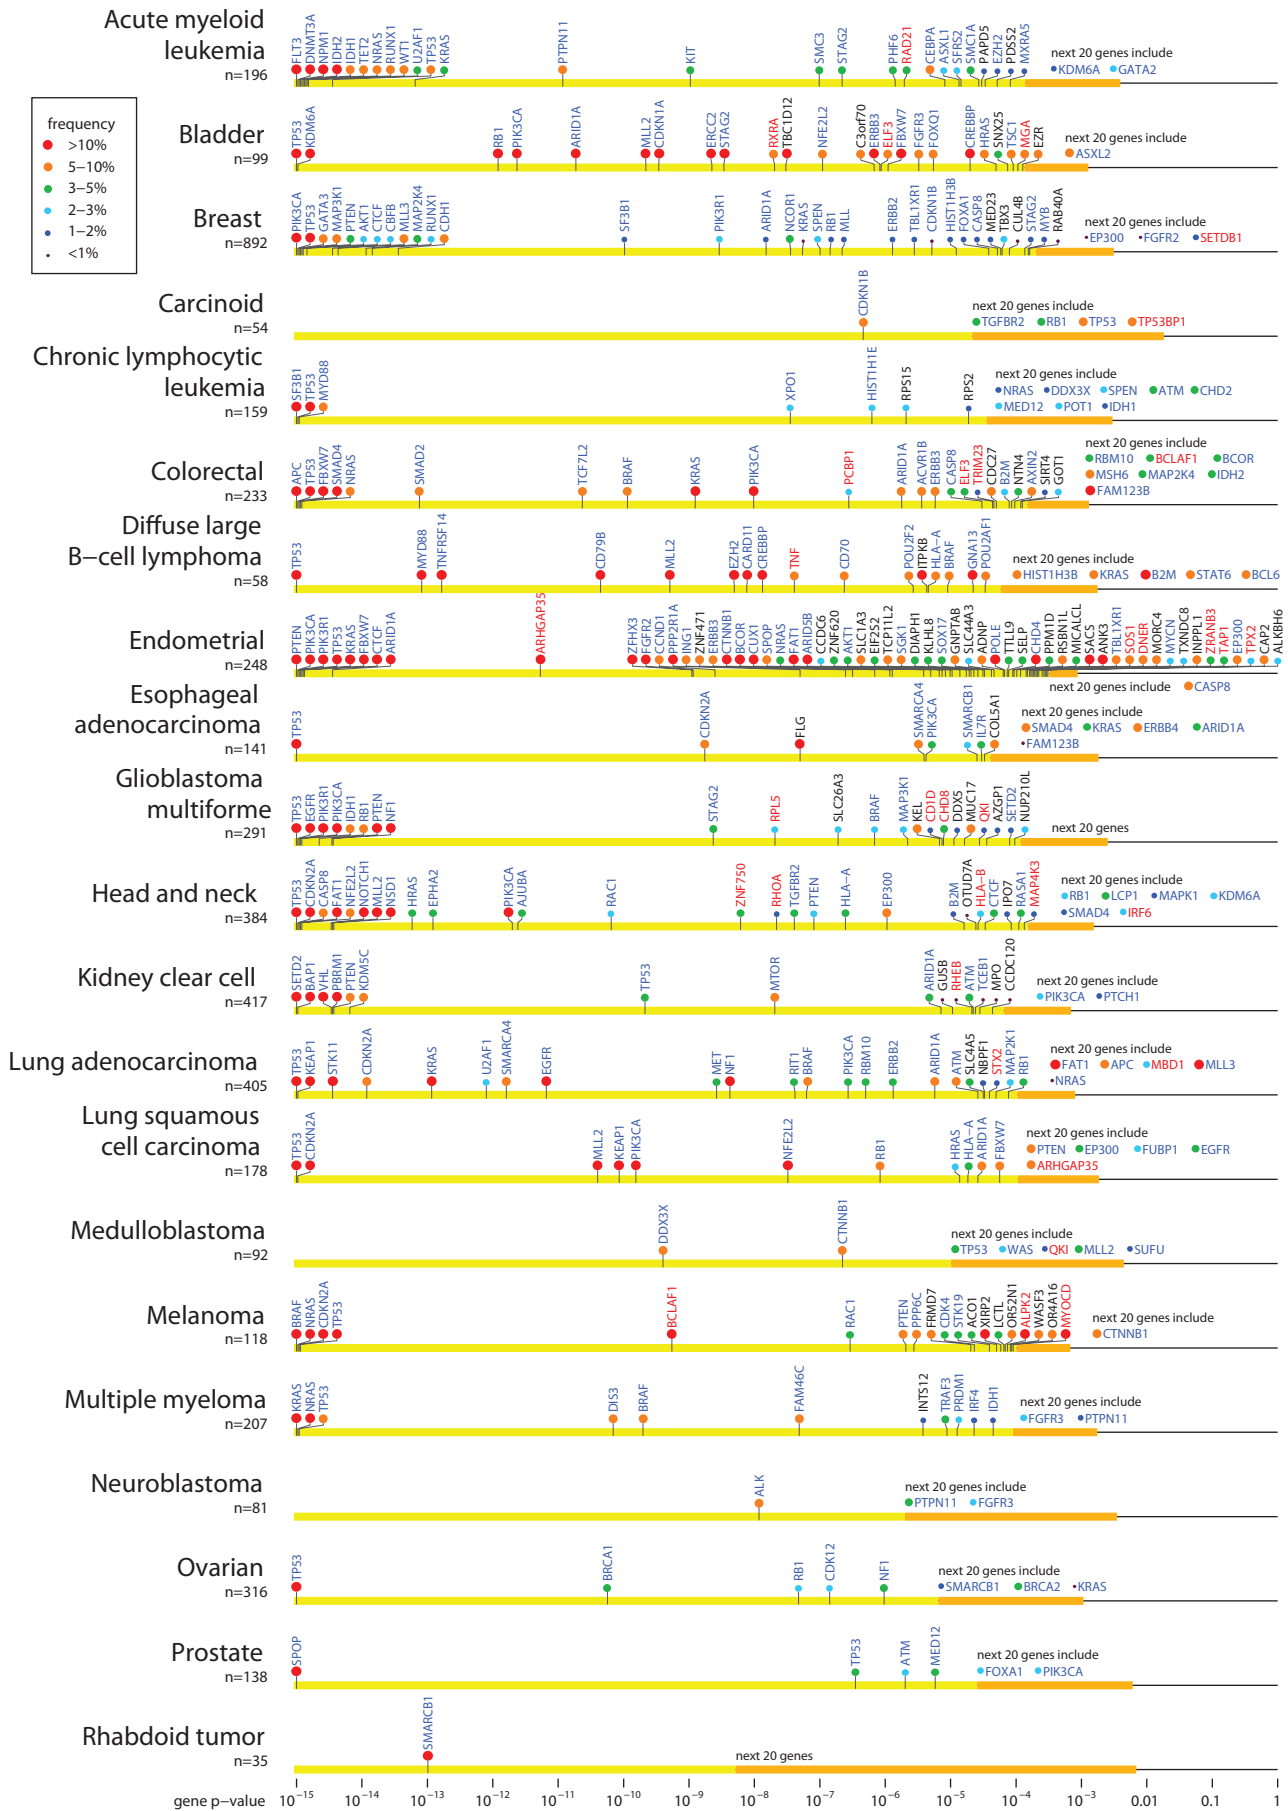 Acute myeloid
leukemia
n=196
FLT3 DNMT3A NPM1 IDH2 IDH1 TET2 NRAS RUNX1 WT1 U2AF1 TP53 KRAS PTPN11 KIT SMC3 STAG2 PHF6 RAD21 CEBPA ASXL1 SFRS2 SMC1A PAPD5 EZH2 PDSS2 MXRA5
next 20 genes include
KDM6A GATA2
frequency
>10%
5−10%
3−5%
2−3%
1−2%
<1%
Bladder
n=99
TP53 KDM6A RB1 PIK3CA ARID1A MLL2 CDKN1A ERCC2 STAG2 RXRA TBC1D12 NFE2L2 C3orf70 ERBB3 ELF3 FBXW7 FGFR3 FOXQ1 CREBBP HRAS SNX25 TSC1 MGA EZR
next 20 genes include
ASXL2
Breast
n=892
PIK3CA TP53 GATA3 MAP3K1 PTEN AKT1 CTCF CBFB MLL3 MAP2K4 RUNX1 CDH1 SF3B1 PIK3R1 ARID1A NCOR1 KRAS SPEN RB1 MLL ERBB2 TBL1XR1 CDKN1B HIST1H3B FOXA1 CASP8 MED23 TBX3 CUL4B STAG2 MYB RAB40A
next 20 genes include
EP300 FGFR2 SETDB1
Carcinoid
n=54
CDKN1B
next 20 genes include
TGFBR2 RB1 TP53 TP53BP1
Chronic lymphocytic
leukemia
n=159
SF3B1 TP53 MYD88 XPO1 HIST1H1E RPS15 RPS2
next 20 genes include
NRAS DDX3X SPEN ATM CHD2
MED12 POT1 IDH1
Colorectal
n=233
APC TP53 FBXW7 SMAD4 NRAS SMAD2 TCF7L2 BRAF KRAS PIK3CA PCBP1 ARID1A ACVR1B ERBB3 CASP8 ELF3 TRIM23 CDC27 B2M NTN4 AXIN2 SIRT4 GOT1
next 20 genes include
RBM10 BCLAF1 BCOR
MSH6 MAP2K4 IDH2
FAM123B
Diffuse large
B−cell lymphoma
n=58
TP53 MYD88 TNFRSF14 CD79B MLL2 EZH2 CARD11 CREBBP TNF CD70 POU2F2 ITPKB HLA−A BRAF GNA13 POU2AF1
next 20 genes include
HIST1H3B KRAS B2M STAT6 BCL6
Endometrial
n=248
PTEN PIK3CA PIK3R1 TP53 KRAS FBXW7 CTCF ARID1A ARHGAP35 ZFHX3 FGFR2 CCND1 PPP2R1A ING1 ZNF471 ERBB3 CTNNB1 BCOR CUX1 SPOP NRAS FAT1 ARID5B CCDC6 ZNF620 AKT1 SLC1A3 EIF2S2 TCP11L2 SGK1 DIAPH1 KLHL8 SOX17 GNPTAB SLC44A3 ADNP POLE TTLL9 SELP CHD4 PPM1D RSBN1L MICALCL SACS ANK3 TBL1XR1 SOS1 DNER MORC4 MYCN TXNDC8 INPPL1 ZRANB3 TAP1 EP300 TPX2 CAP2 ALKBH6
next 20 genes include CASP8
Esophageal
adenocarcinoma
n=141
TP53 CDKN2A FLG SMARCA4 PIK3CA SMARCB1 IL7R COL5A1
next 20 genes include
SMAD4 KRAS ERBB4 ARID1A
FAM123B
Glioblastoma
multiforme
n=291
TP53 EGFR PIK3R1 PIK3CA IDH1 RB1 PTEN NF1 STAG2 RPL5 SLC26A3 BRAF MAP3K1 KEL CD1D CHD8 DDX5 MUC17 QKI AZGP1 SETD2 NUP210L
next 20 genes
Head and neck
n=384
TP53 CDKN2A CASP8 FAT1 NFE2L2 NOTCH1 MLL2 NSD1 HRAS EPHA2 PIK3CA AJUBA RAC1 ZNF750 RHOA TGFBR2 PTEN HLA−A EP300 B2M OTUD7A HLA−B CTCF IPO7 RASA1 MAP4K3
next 20 genes include
RB1 LCP1 MAPK1 KDM6A
SMAD4 IRF6
Kidney clear cell
n=417
SETD2 BAP1 VHL PBRM1 PTEN KDM5C TP53 MTOR ARID1A GUSB RHEB ATM TCEB1 MPO CCDC120
next 20 genes include
PIK3CA PTCH1
Lung adenocarcinoma
n=405
TP53 KEAP1 STK11 CDKN2A KRAS U2AF1 SMARCA4 EGFR MET NF1 RIT1 BRAF PIK3CA RBM10 ERBB2 ARID1A ATM SLC4A5 NBPF1 STX2 MAP2K1 RB1
next 20 genes include
FAT1 APC MBD1 MLL3
NRAS
Lung squamous
cell carcinoma
n=178
TP53 CDKN2A MLL2 KEAP1 PIK3CA NFE2L2 RB1 HRAS HLA−A ARID1A FBXW7
next 20 genes include
PTEN EP300 FUBP1 EGFR
ARHGAP35
Medulloblastoma
n=92
DDX3X CTNNB1
next 20 genes include
TP53 WAS QKI MLL2 SUFU
Melanoma
n=118
BRAF NRAS CDKN2A TP53 BCLAF1 RAC1 PTEN PPP6C FRMD7 CDK4 STK19 ACO1 XIRP2 LCTL OR52N1 ALPK2 WASF3 OR4A16 MYOCD
next 20 genes include
CTNNB1
Multiple myeloma
n=207
KRAS NRAS TP53 DIS3 BRAF FAM46C INTS12 TRAF3 PRDM1 IRF4 IDH1
next 20 genes include
FGFR3 PTPN11
Neuroblastoma
n=81
ALK
next 20 genes include
PTPN11 FGFR3
Ovarian
n=316
TP53 BRCA1 RB1 CDK12 NF1
next 20 genes include
SMARCB1 BRCA2 KRAS
Prostate
n=138
SPOP TP53 ATM MED12
next 20 genes include
FOXA1 PIK3CA
Rhabdoid tumor
n=35
SMARCB1
next 20 genes
gene p−value 10−15 10−14 10−13 10−12 10−11 10−10 10−9 10−8 10−7 10−6 10−5 10−4 10−3 0.01 0.1 1